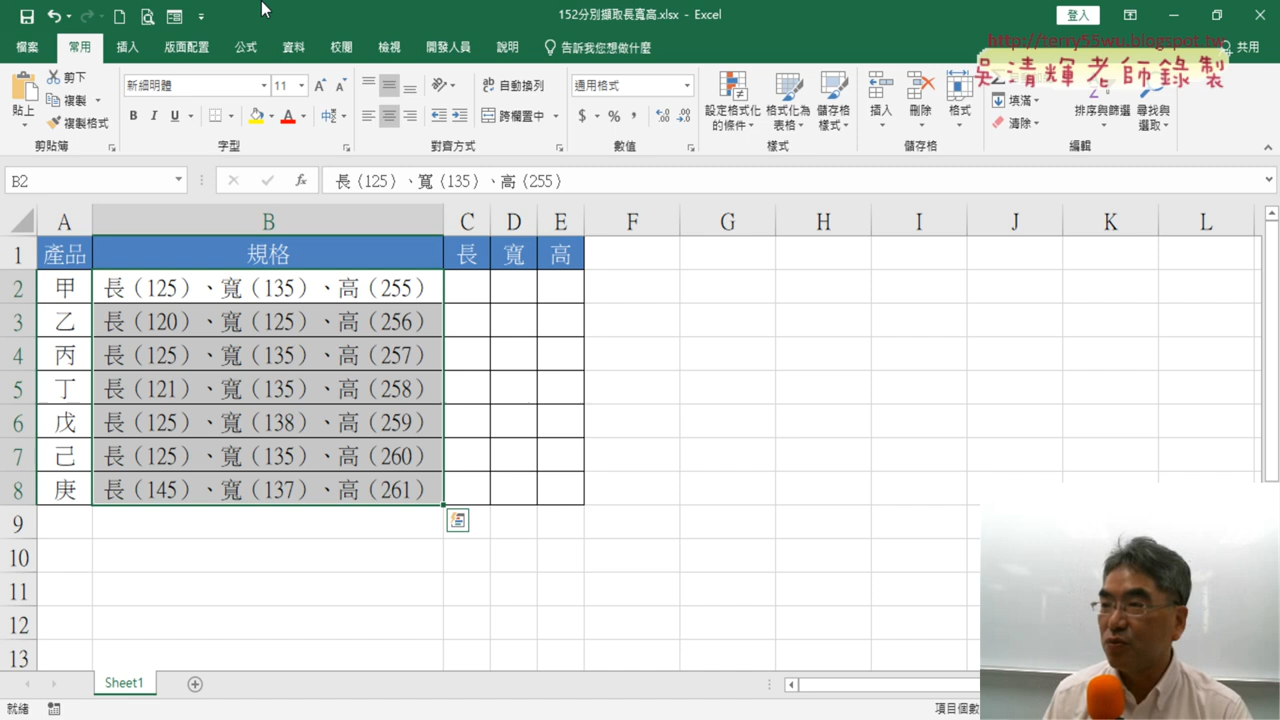 152分別擷取長寬高.xlsx - Excel
登入
檔案 常用 插入 版面配置 公式 資料 校閱 檢視 開發人員 說明 告訴我您想做什麼 共用
http://terry55wu.blogspot.tw
吳清輝老師錄製
貼上 剪下 複製 複製格式
新細明體 11
B I U A
自動換列
跨欄置中
通用格式
$ % ,
設定格式化的條件 格式化為表格 儲存格樣式
插入 刪除 格式
填滿
清除
排序與篩選 尋找與選取
剪貼簿 字型 對齊方式 數值 樣式 儲存格 編輯
B2 fx 長（125）、寬（135）、高（255）
A B C D E F G H I J K L
1 產品 規格 長 寬 高
2 甲 長（125）、寬（135）、高（255）
3 乙 長（120）、寬（125）、高（256）
4 丙 長（125）、寬（135）、高（257）
5 丁 長（121）、寬（135）、高（258）
6 戊 長（125）、寬（138）、高（259）
7 己 長（125）、寬（135）、高（260）
8 庚 長（145）、寬（137）、高（261）
9
10
11
12
13
Sheet1
就緒 項目個數